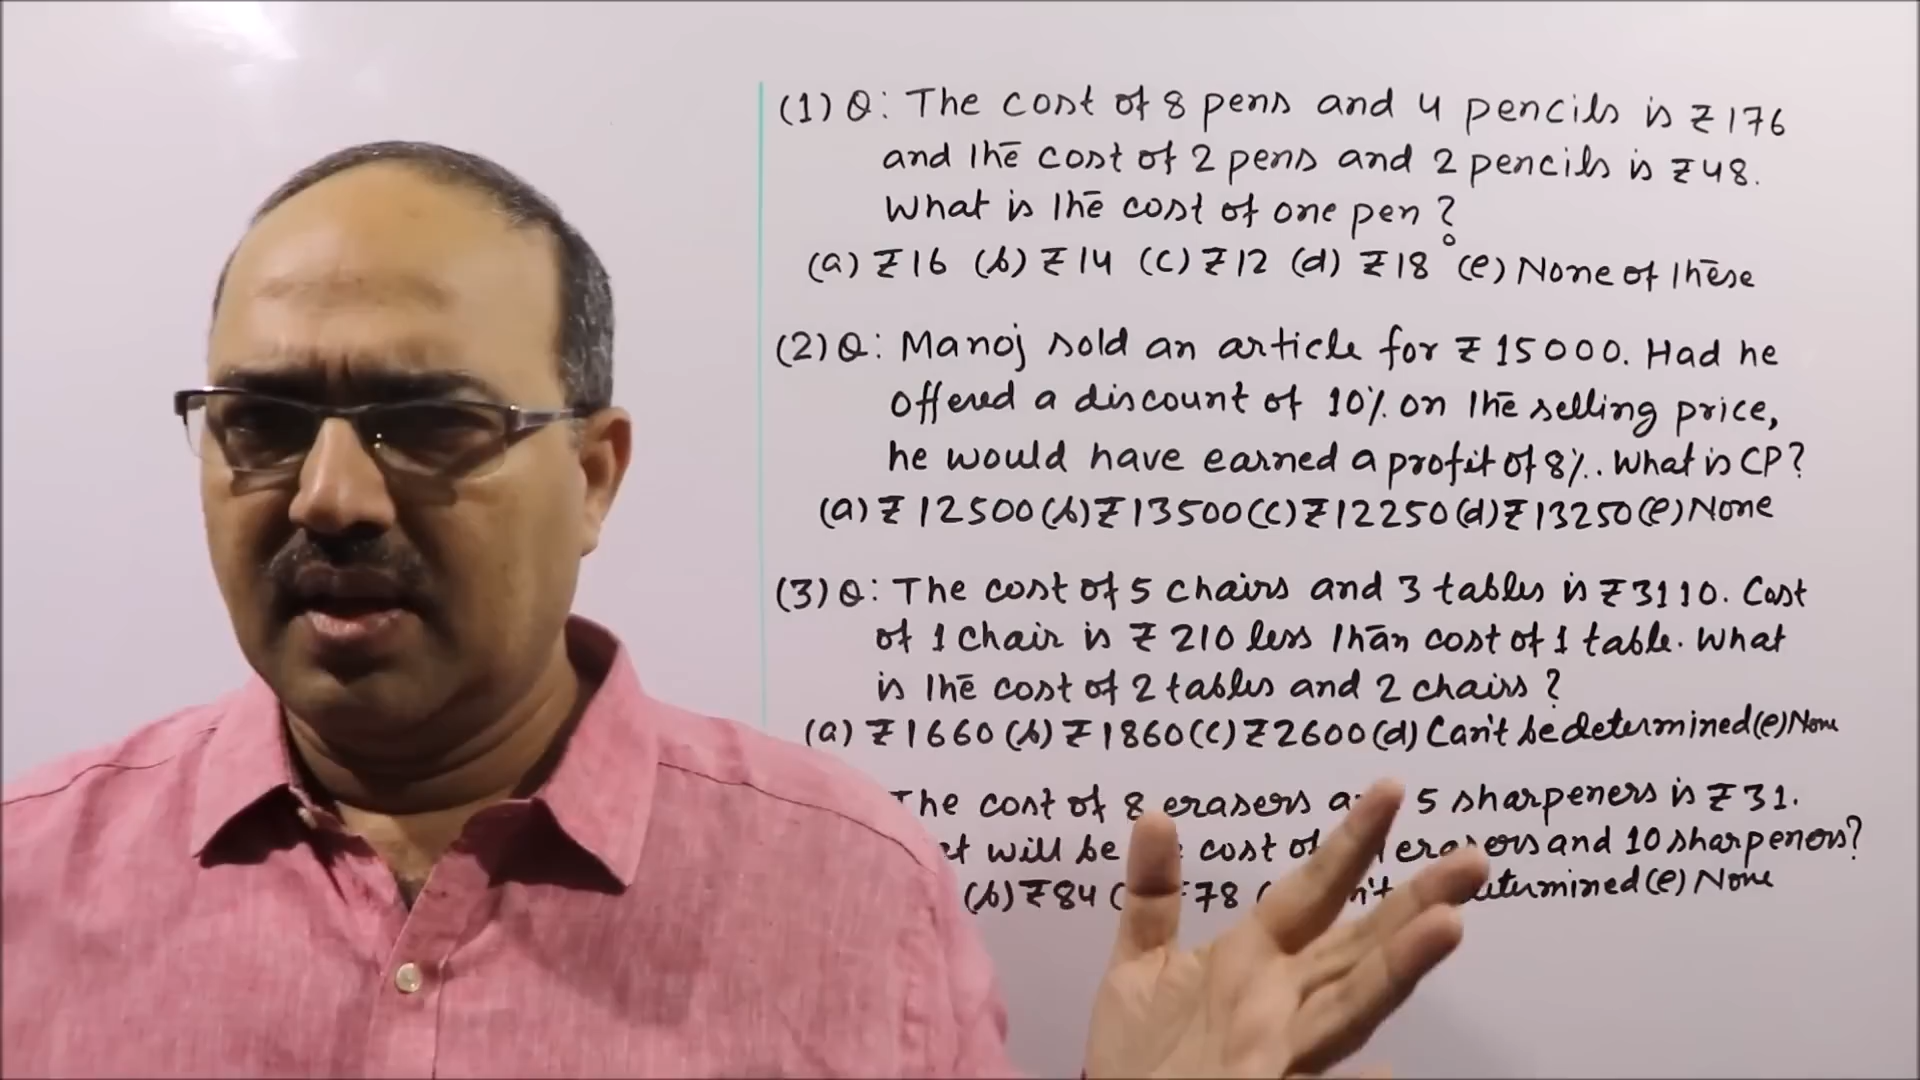 (1) Q: The cost of 8 pens and 4 pencils is ₹176
and the cost of 2 pens and 2 pencils is ₹48.
What is the cost of one pen?
(a) ₹16 (b) ₹14 (c) ₹12 (d) ₹18 (e) None of these
(2) Q: Manoj sold an article for ₹15000. Had he
offered a discount of 10% on the selling price,
he would have earned a profit of 8%. What is CP?
(a) ₹12500 (b) ₹13500 (c) ₹12250 (d) ₹13250 (e) None
(3) Q: The cost of 5 chairs and 3 tables is ₹3110. Cost
of 1 chair is ₹210 less than cost of 1 table. What
is the cost of 2 tables and 2 chairs?
(a) ₹1660 (b) ₹1860 (c) ₹2600 (d) Can't be determined (e) None
The cost of 8 erasers 5 sharpeners is ₹31.
will be cost of and 10 sharpeners?
(b) ₹84 78 (e) None